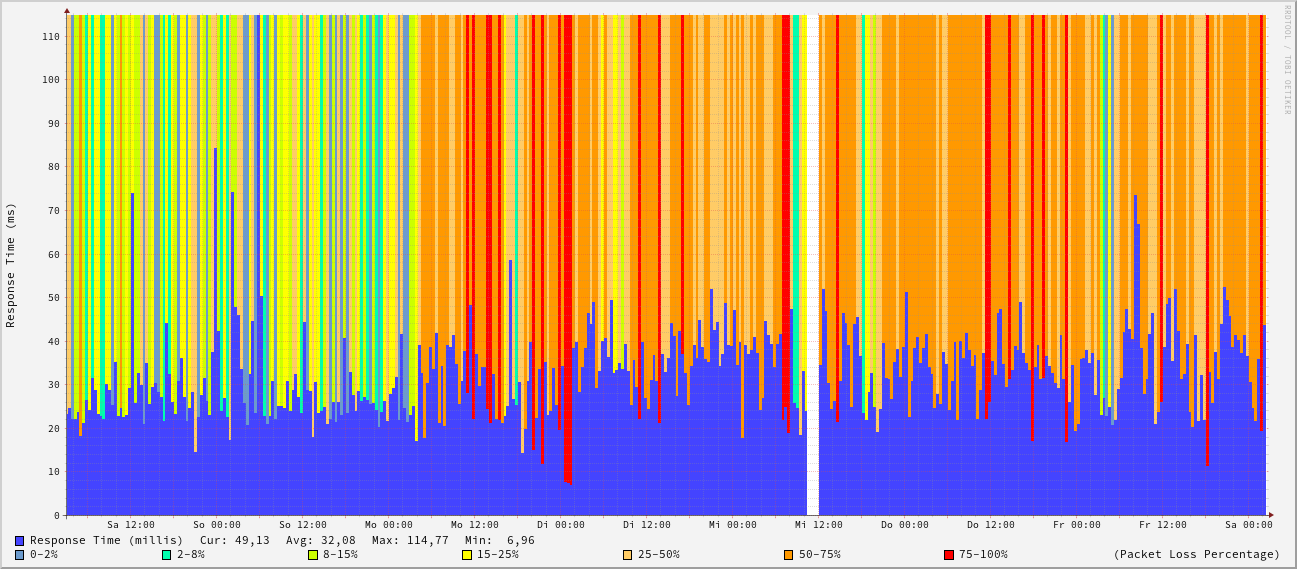 RRDTOOL / TOBI OETIKER
Response Time (ms)
110
100
90
80
70
60
50
40
30
20
10
0
Sa 12:00 So 00:00 So 12:00 Mo 00:00 Mo 12:00 Di 00:00 Di 12:00 Mi 00:00 Mi 12:00 Do 00:00 Do 12:00 Fr 00:00 Fr 12:00 Sa 00:00
Response Time (millis) Cur: 49,13 Avg: 32,08 Max: 114,77 Min: 6,96
0-2% 2-8% 8-15% 15-25% 25-50% 50-75% 75-100% (Packet Loss Percentage)